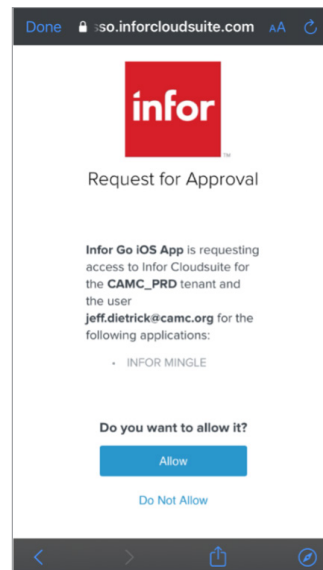 Done sso.inforcloudsuite.com AA
infor
™
Request for Approval
Infor Go iOS App is requesting
access to Infor Cloudsuite for
the CAMC_PRD tenant and
the user
jeff.dietrick@camc.org for the
following applications:
• INFOR MINGLE
Do you want to allow it?
Allow
Do Not Allow